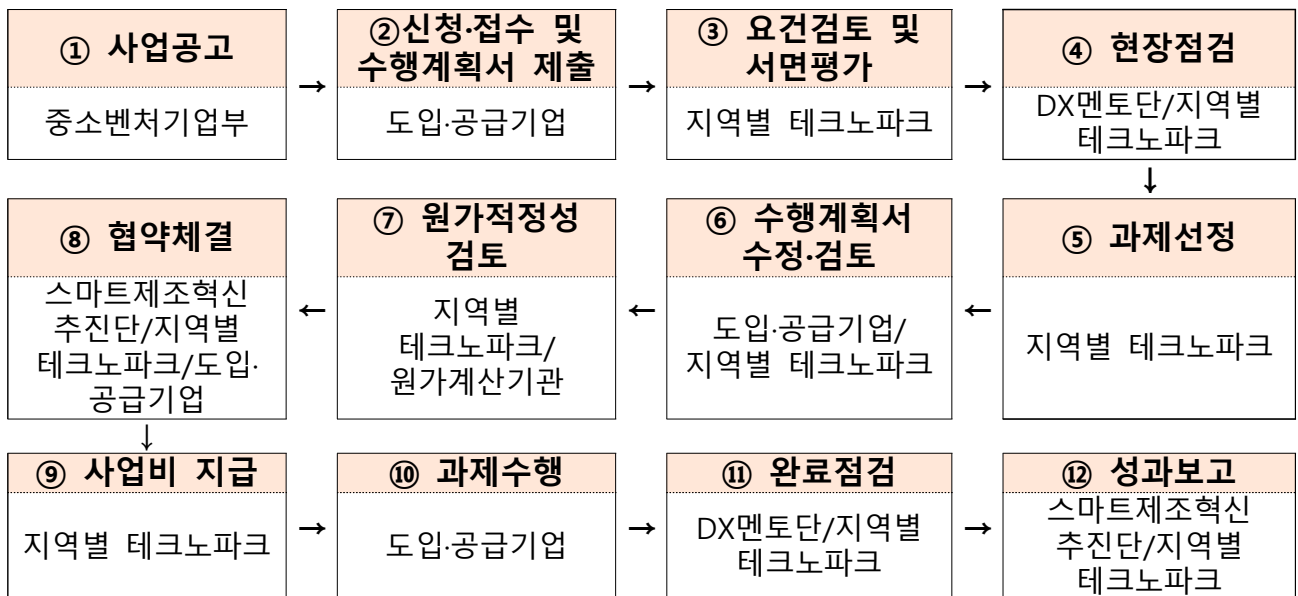 ① 사업공고
중소벤처기업부
→
②신청·접수 및
수행계획서 제출
도입·공급기업
→
③ 요건검토 및
서면평가
지역별 테크노파크
→
④ 현장점검
DX멘토단/지역별
테크노파크
↓
⑤ 과제선정
지역별 테크노파크
←
⑥ 수행계획서
수정·검토
도입·공급기업/
지역별 테크노파크
←
⑦ 원가적정성
검토
지역별
테크노파크/
원가계산기관
←
⑧ 협약체결
스마트제조혁신
추진단/지역별
테크노파크/도입·
공급기업
↓
⑨ 사업비 지급
지역별 테크노파크
→
⑩ 과제수행
도입·공급기업
→
⑪ 완료점검
DX멘토단/지역별
테크노파크
→
⑫ 성과보고
스마트제조혁신
추진단/지역별
테크노파크